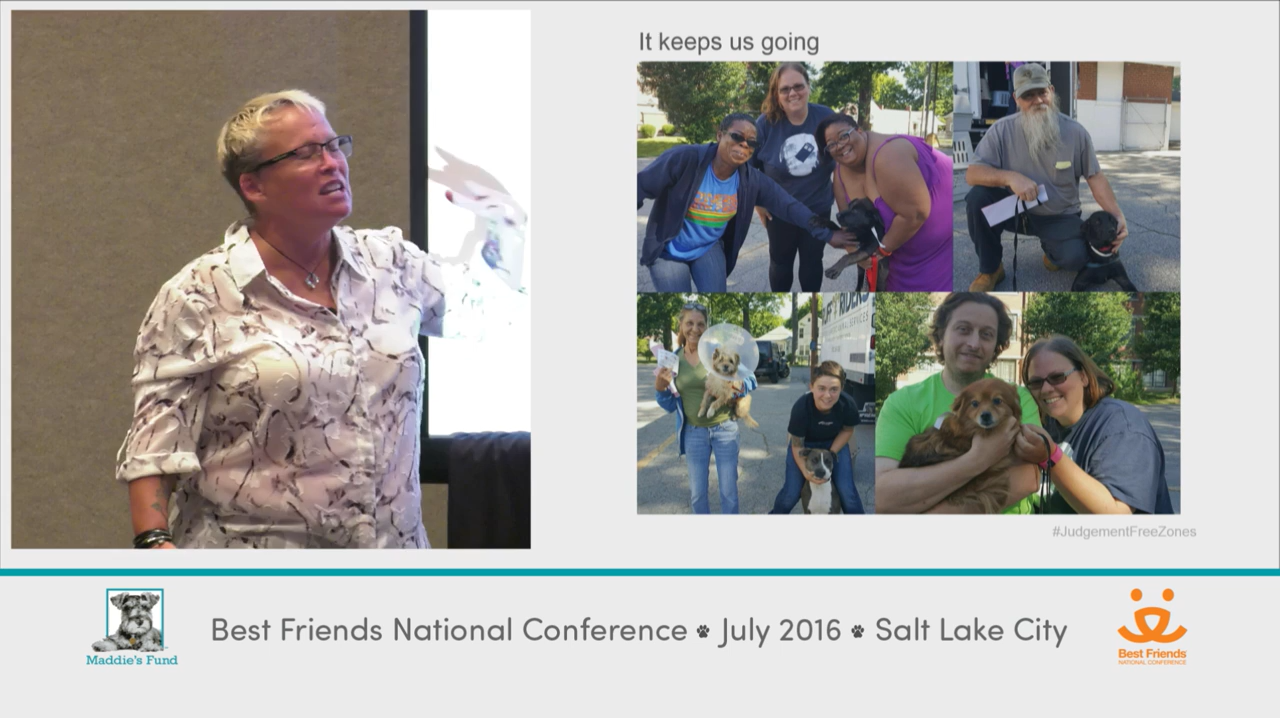 It keeps us going
#JudgementFreeZones
Best Friends National Conference July 2016 Salt Lake City
Maddie's Fund
Best Friends
NATIONAL CONFERENCE